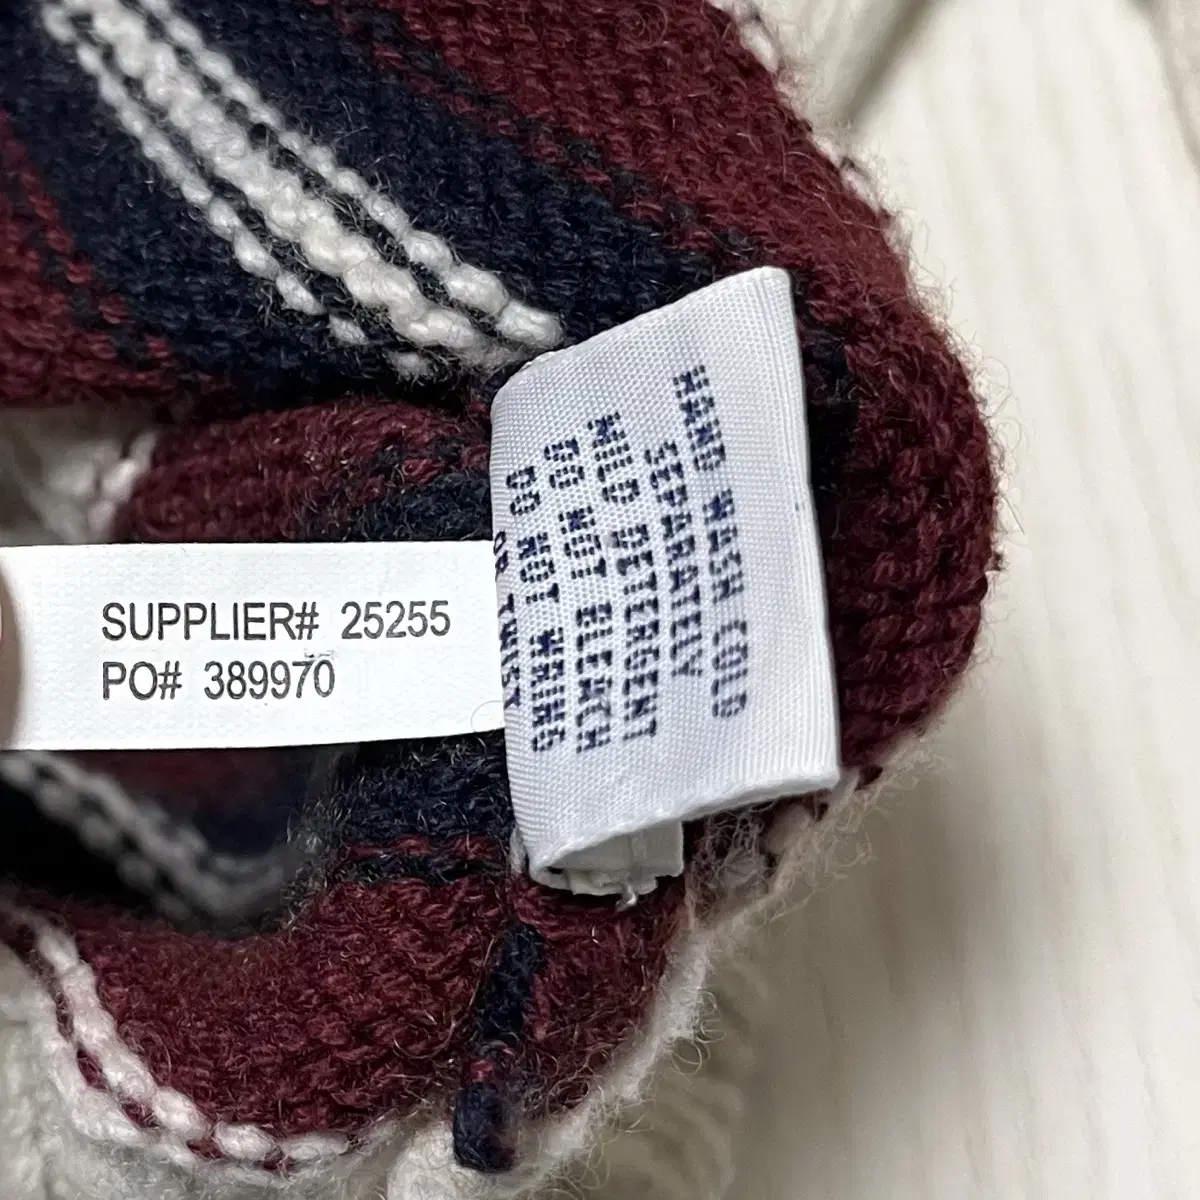 SUPPLIER# 25255
PO# 389970
HAND WASH COLD
SEPARATELY
MILD DETERGENT
DO NOT BLEACH
DO NOT WRING
OR TWIST